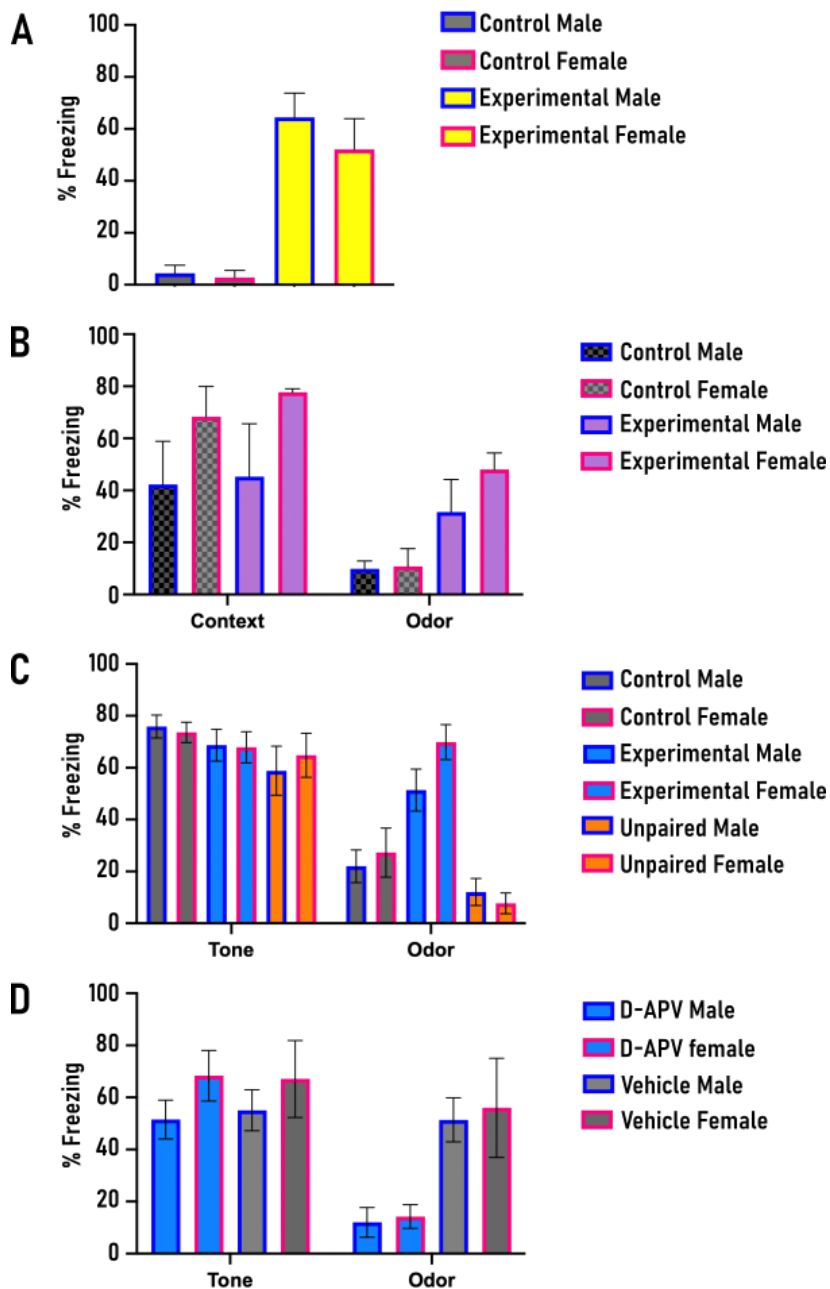 A
100
80
60
40
20
0
% Freezing
Control Male
Control Female
Experimental Male
Experimental Female
B
100
80
60
40
20
0
% Freezing
Context
Odor
Control Male
Control Female
Experimental Male
Experimental Female
C
100
80
60
40
20
0
% Freezing
Tone
Odor
Control Male
Control Female
Experimental Male
Experimental Female
Unpaired Male
Unpaired Female
D
100
80
60
40
20
0
% Freezing
Tone
Odor
D-APV Male
D-APV female
Vehicle Male
Vehicle Female